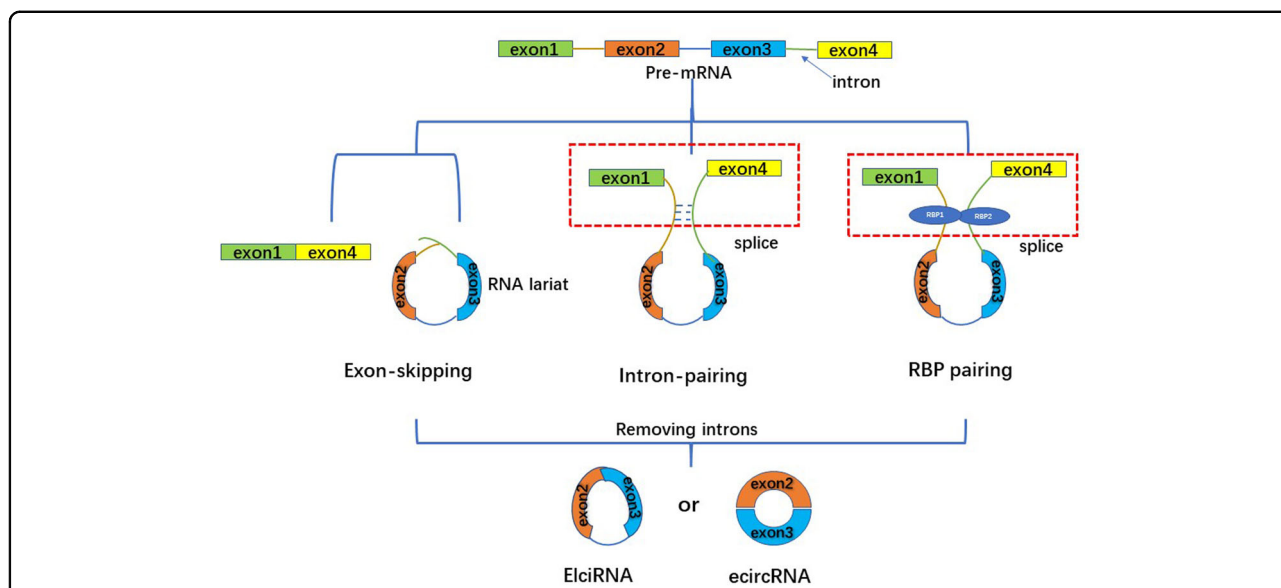 exon1 exon2 exon3 exon4
Pre-mRNA
intron
exon1 exon4
exon2 exon3
RNA lariat
Exon-skipping
exon1 exon4
splice
exon2 exon3
Intron-pairing
exon1 exon4
RBP1 RBP2
splice
exon2 exon3
RBP pairing
Removing introns
exon2 exon3
or
exon2
exon3
ElciRNA
ecircRNA